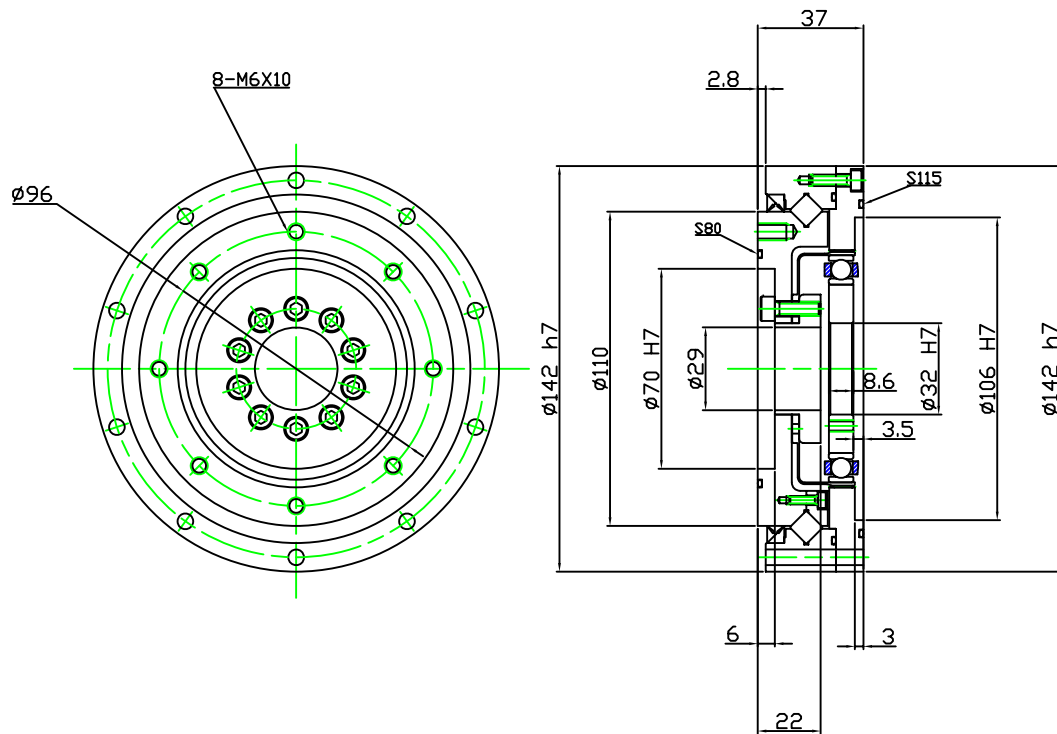 37
8-M6X10
2.8
Ø96
S115
S80
Ø142 h7
Ø110
Ø70 H7
Ø29
8.6
Ø32 H7
Ø106 H7
Ø142 h7
3.5
6
3
22